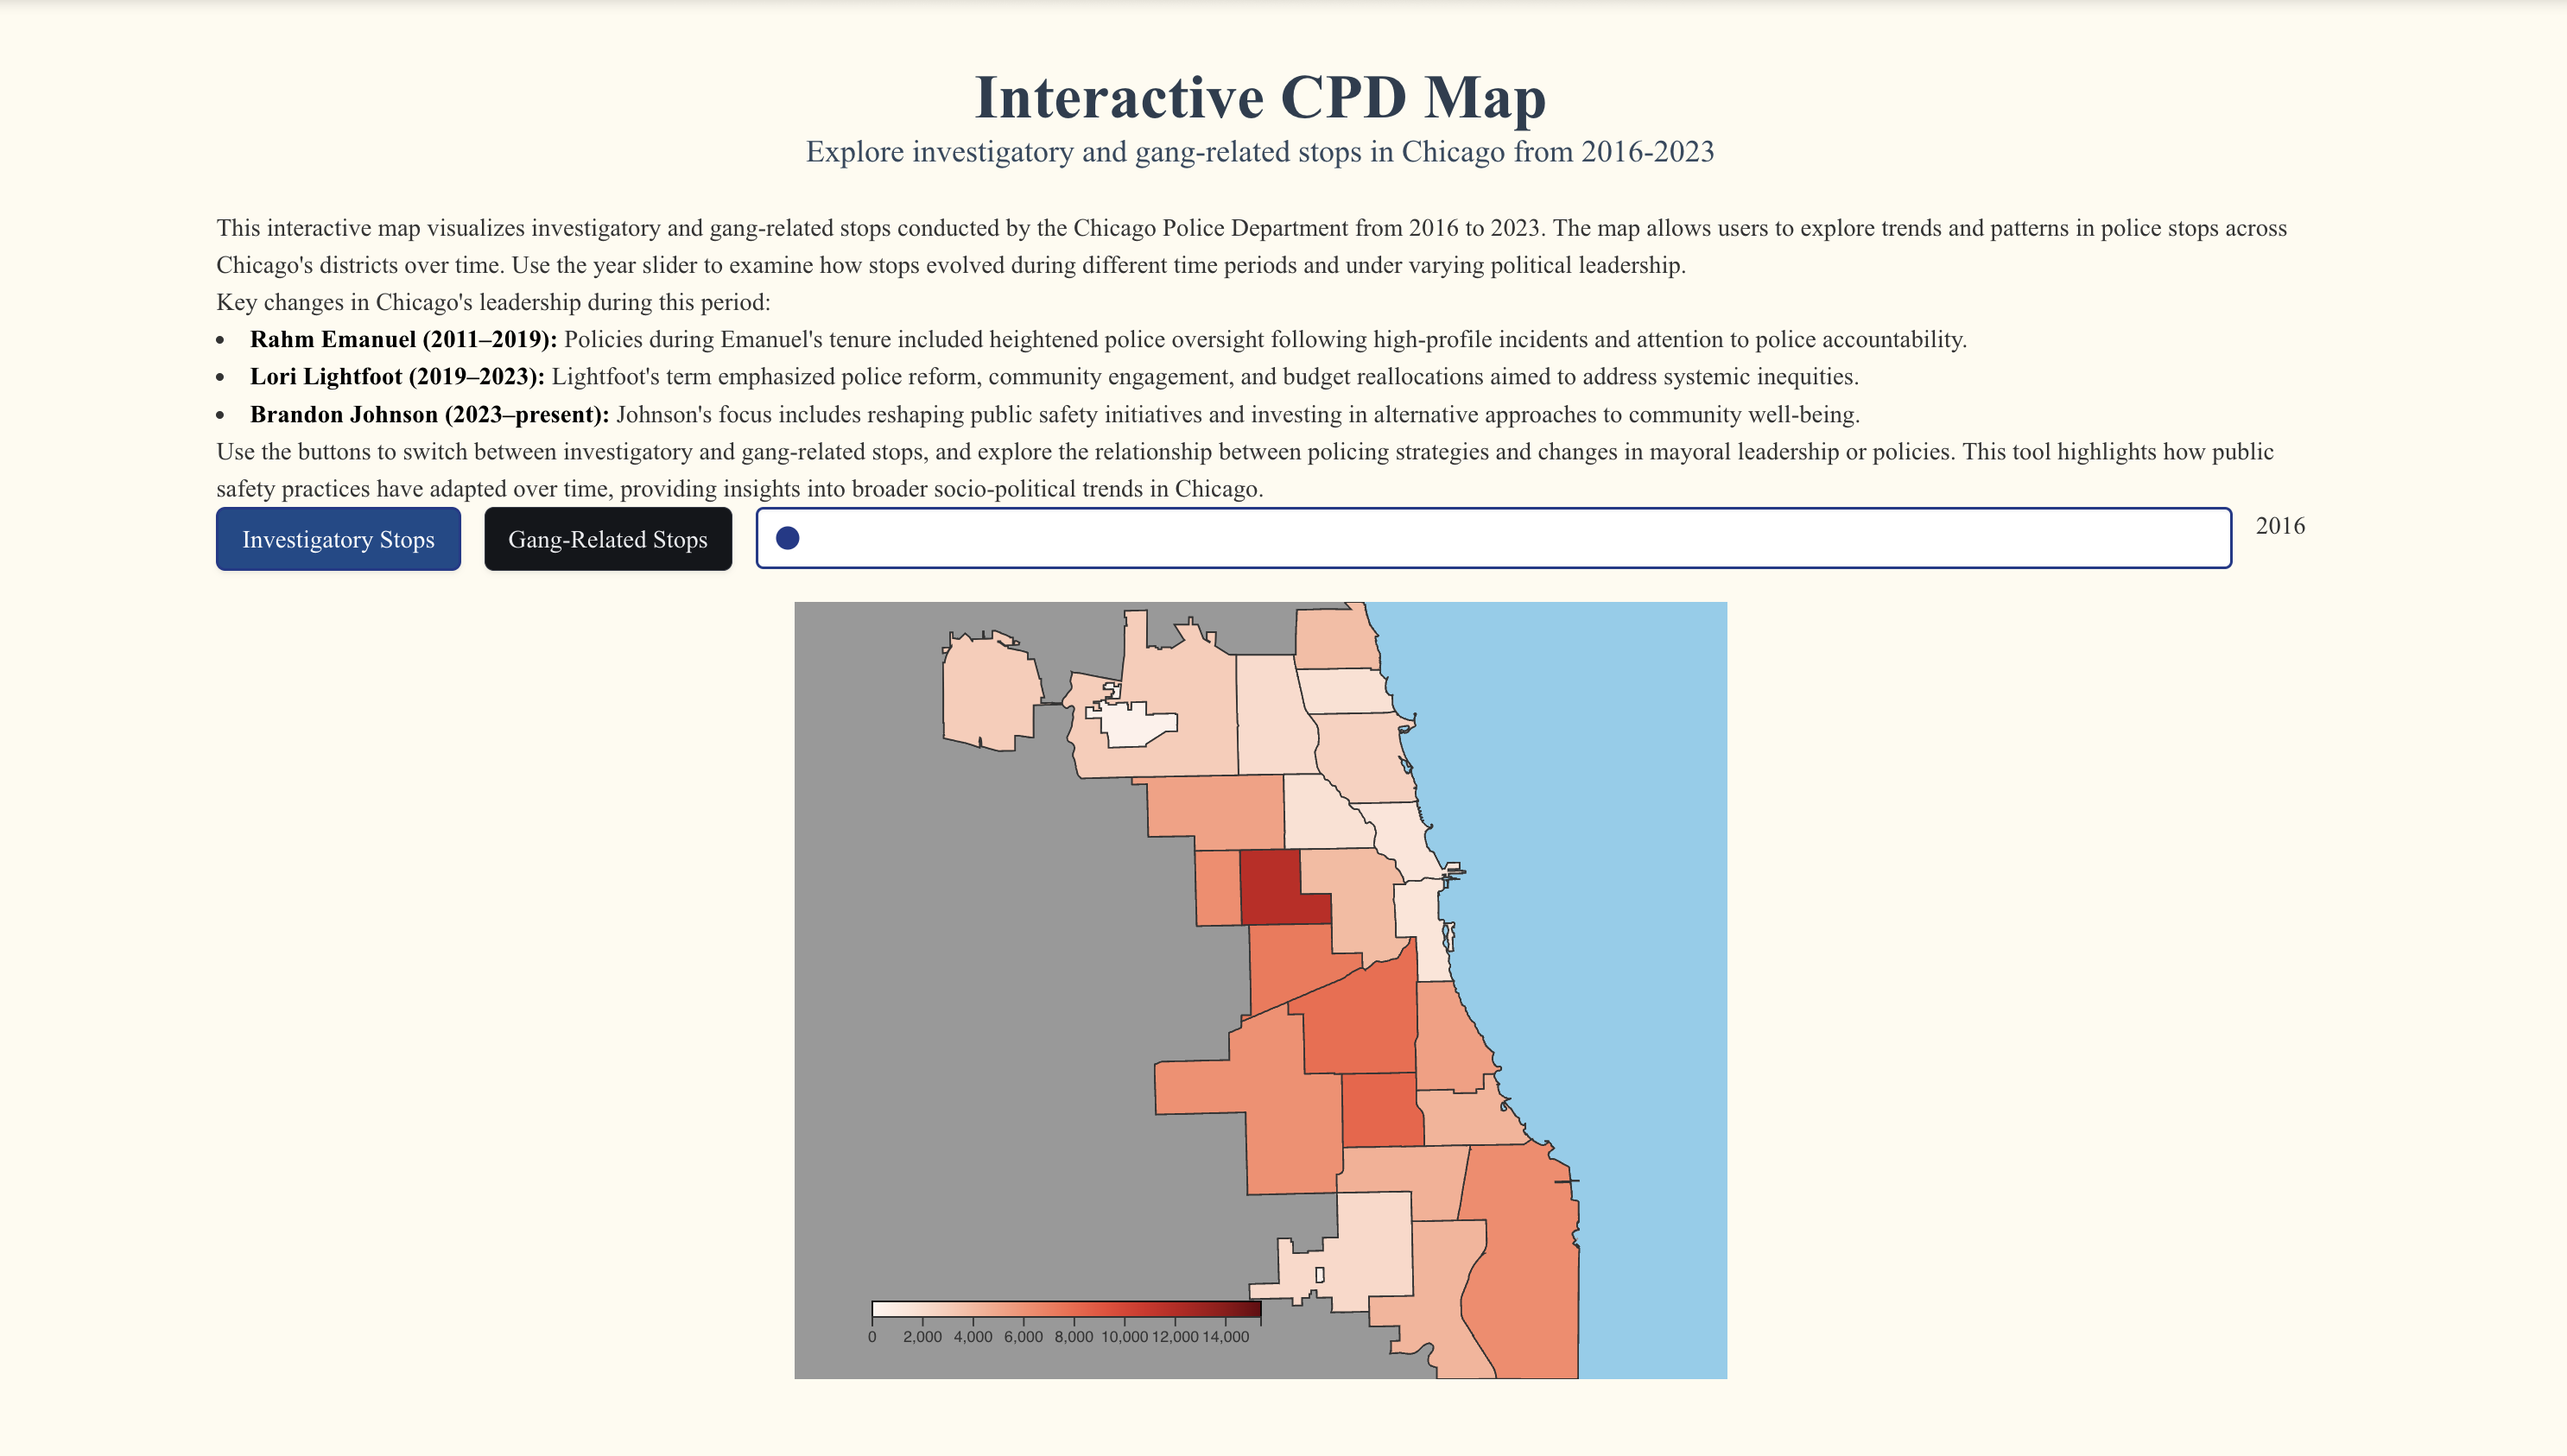 Interactive CPD Map
Explore investigatory and gang-related stops in Chicago from 2016-2023
This interactive map visualizes investigatory and gang-related stops conducted by the Chicago Police Department from 2016 to 2023. The map allows users to explore trends and patterns in police stops across
Chicago's districts over time. Use the year slider to examine how stops evolved during different time periods and under varying political leadership.
Key changes in Chicago's leadership during this period:
• Rahm Emanuel (2011–2019): Policies during Emanuel's tenure included heightened police oversight following high-profile incidents and attention to police accountability.
• Lori Lightfoot (2019–2023): Lightfoot's term emphasized police reform, community engagement, and budget reallocations aimed to address systemic inequities.
• Brandon Johnson (2023–present): Johnson's focus includes reshaping public safety initiatives and investing in alternative approaches to community well-being.
Use the buttons to switch between investigatory and gang-related stops, and explore the relationship between policing strategies and changes in mayoral leadership or policies. This tool highlights how public
safety practices have adapted over time, providing insights into broader socio-political trends in Chicago.
Investigatory Stops Gang-Related Stops 2016
0 2,000 4,000 6,000 8,000 10,000 12,000 14,000